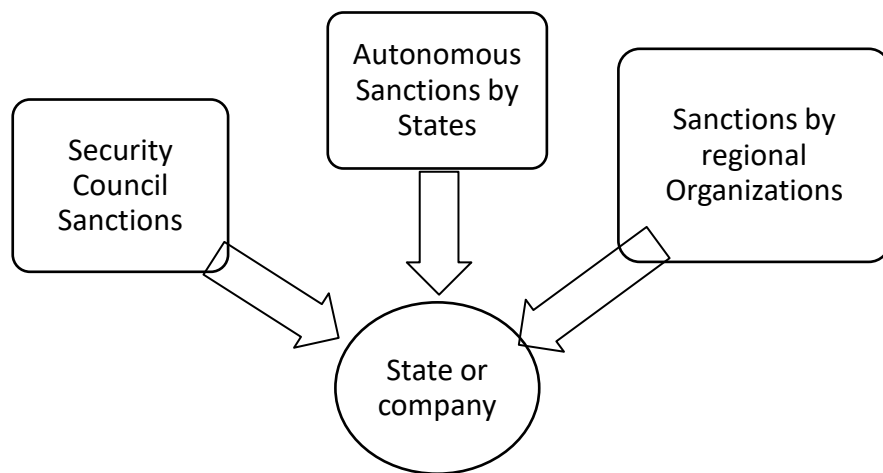 Security
Council
Sanctions
Autonomous
Sanctions by
States
Sanctions by
regional
Organizations
State or
company